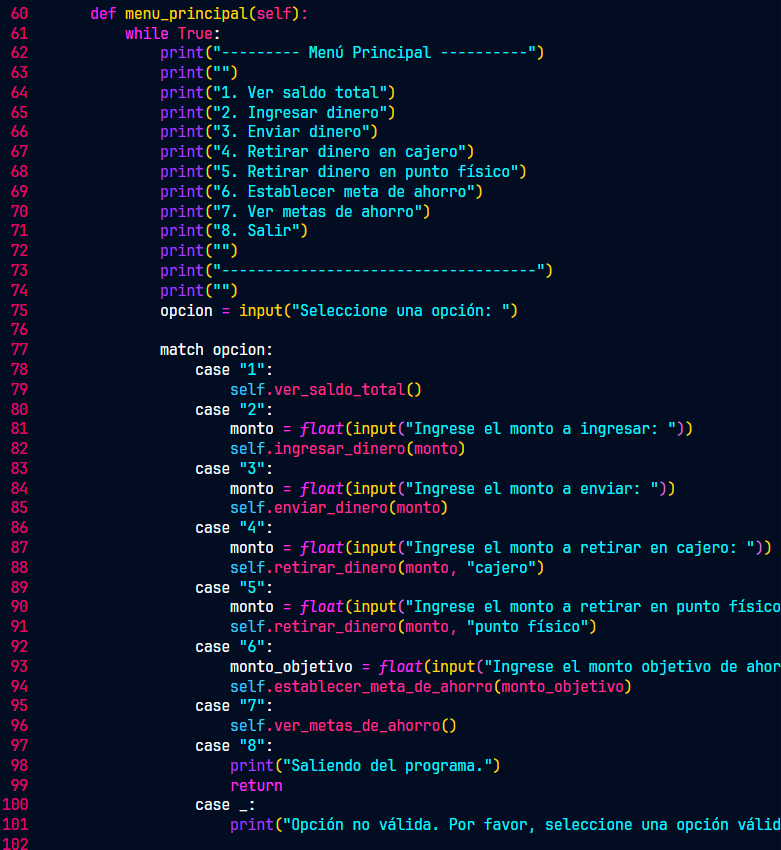 60 def menu_principal(self):
61 while True:
62 print("--------- Menú Principal ----------")
63 print("")
64 print("1. Ver saldo total")
65 print("2. Ingresar dinero")
66 print("3. Enviar dinero")
67 print("4. Retirar dinero en cajero")
68 print("5. Retirar dinero en punto físico")
69 print("6. Establecer meta de ahorro")
70 print("7. Ver metas de ahorro")
71 print("8. Salir")
72 print("")
73 print("------------------------------------")
74 print("")
75 opcion = input("Seleccione una opción: ")
76
77 match opcion:
78 case "1":
79 self.ver_saldo_total()
80 case "2":
81 monto = float(input("Ingrese el monto a ingresar: "))
82 self.ingresar_dinero(monto)
83 case "3":
84 monto = float(input("Ingrese el monto a enviar: "))
85 self.enviar_dinero(monto)
86 case "4":
87 monto = float(input("Ingrese el monto a retirar en cajero: "))
88 self.retirar_dinero(monto, "cajero")
89 case "5":
90 monto = float(input("Ingrese el monto a retirar en punto físico
91 self.retirar_dinero(monto, "punto físico")
92 case "6":
93 monto_objetivo = float(input("Ingrese el monto objetivo de ahor
94 self.establecer_meta_de_ahorro(monto_objetivo)
95 case "7":
96 self.ver_metas_de_ahorro()
97 case "8":
98 print("Saliendo del programa.")
99 return
100 case _:
101 print("Opción no válida. Por favor, seleccione una opción válid
102